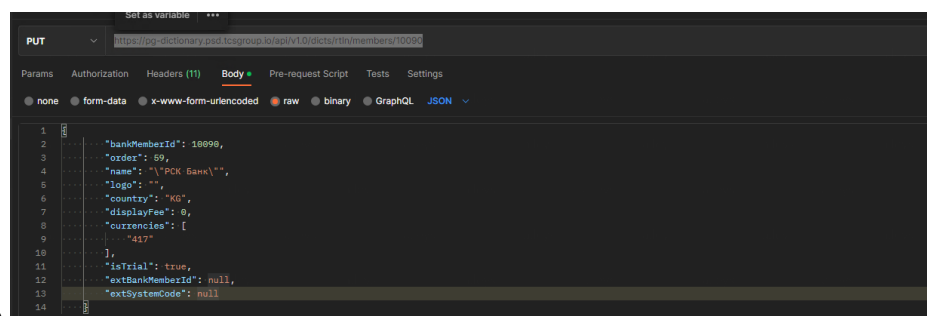 Set as variable •••
PUT https://pg-dictionary.psd.tcsgroup.io/api/v1.0/dicts/rtln/members/10090
Params Authorization Headers (11) Body Pre-request Script Tests Settings
none form-data x-www-form-urlencoded raw binary GraphQL JSON
1 {
2 "bankMemberId": 10090,
3 "order": 59,
4 "name": "\"РСК Банк\"",
5 "logo": "",
6 "country": "KG",
7 "displayFee": 0,
8 "currencies": [
9 "417"
10 ],
11 "isTrial": true,
12 "extBankMemberId": null,
13 "extSystemCode": null
14 }